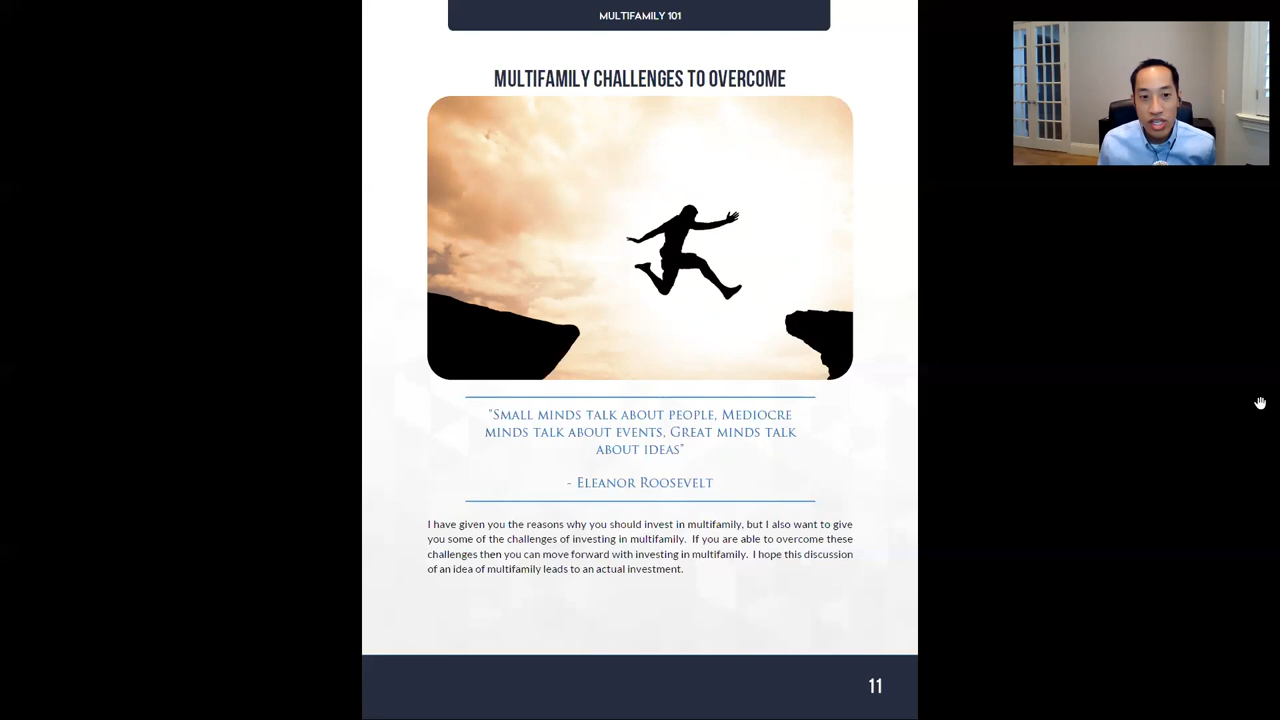 MULTIFAMILY 101
MULTIFAMILY CHALLENGES TO OVERCOME
"Small minds talk about people, Mediocre
minds talk about events, Great minds talk
about ideas"
- Eleanor Roosevelt
I have given you the reasons why you should invest in multifamily, but I also want to give
you some of the challenges of investing in multifamily. If you are able to overcome these
challenges then you can move forward with investing in multifamily. I hope this discussion
of an idea of multifamily leads to an actual investment.
11